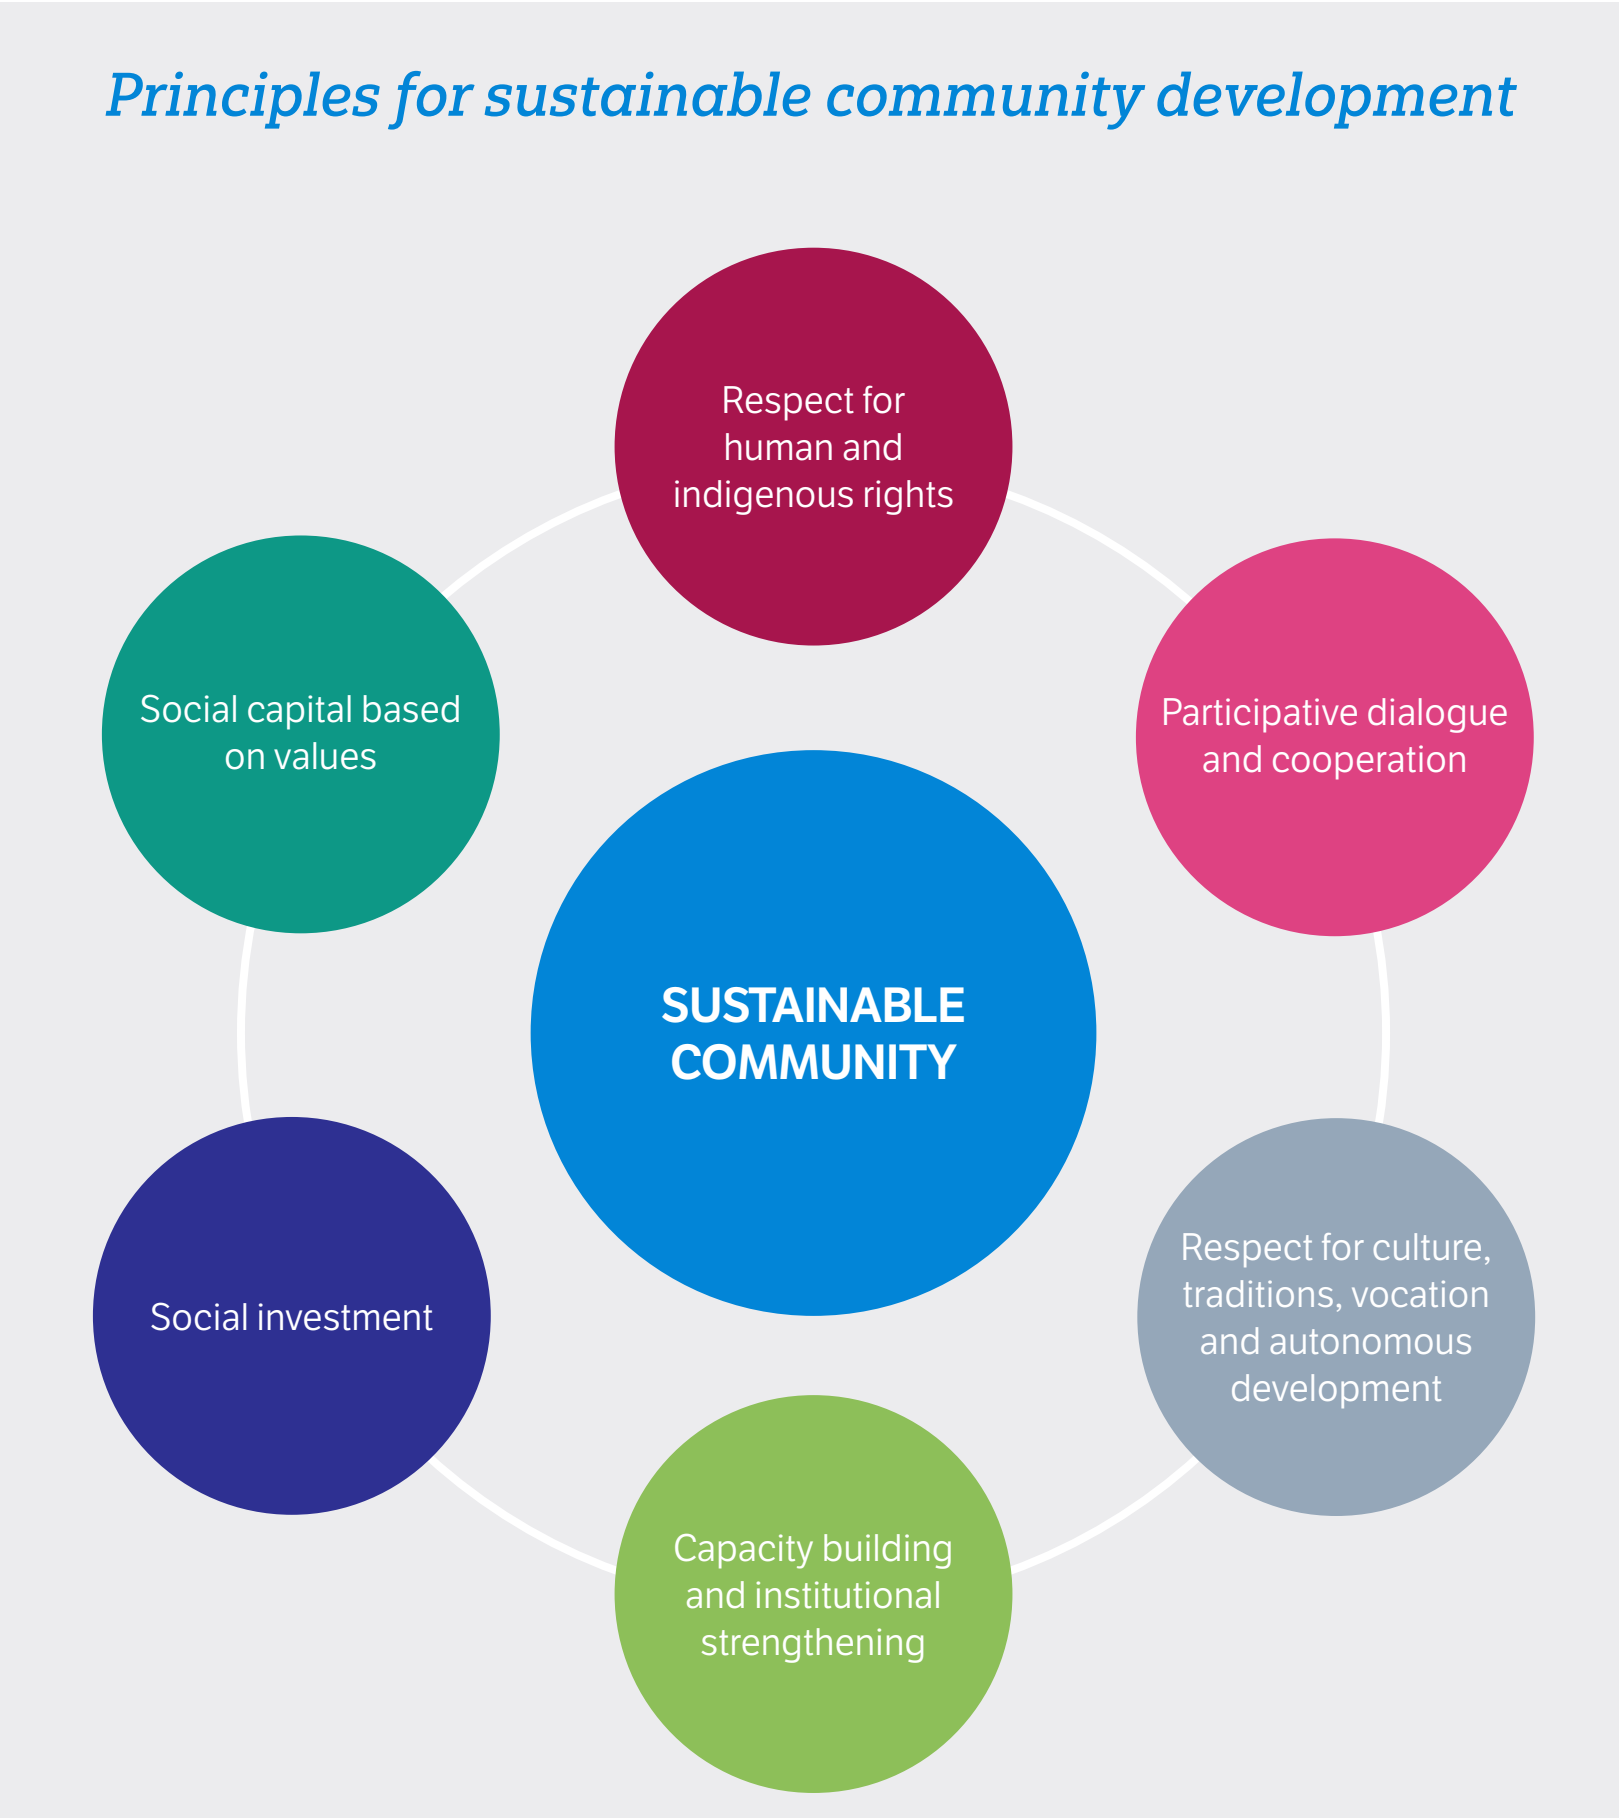 Principles for sustainable community development
Respect for
human and
indigenous rights
Participative dialogue
and cooperation
Respect for culture,
traditions, vocation
and autonomous
development
Capacity building
and institutional
strengthening
Social investment
Social capital based
on values
SUSTAINABLE
COMMUNITY